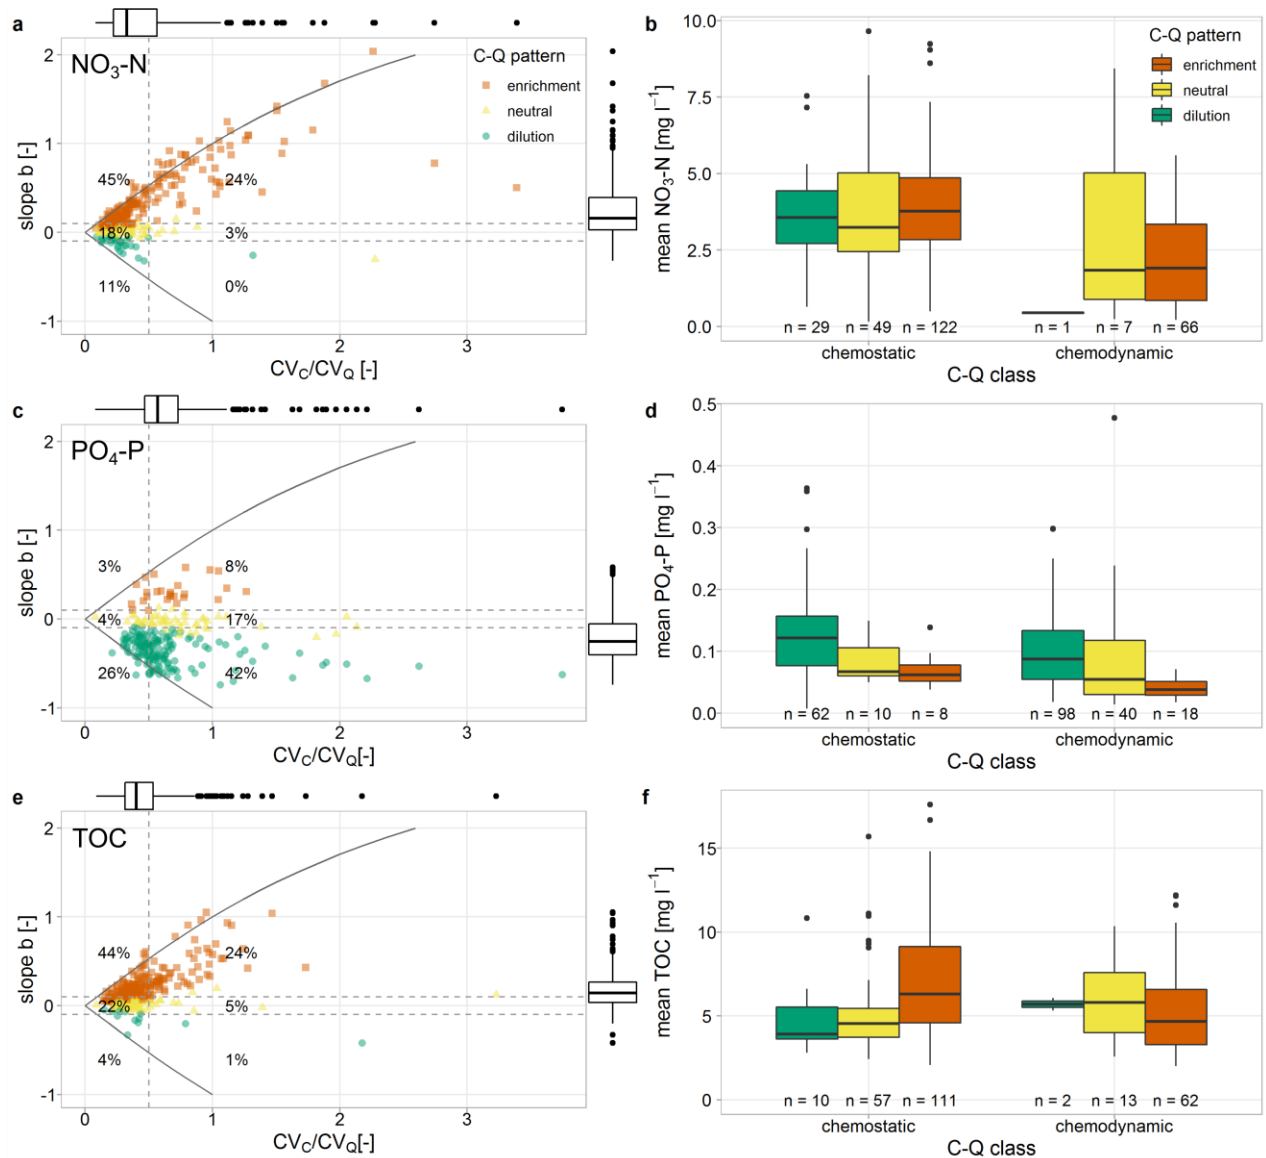 a
NO3-N
C-Q pattern
enrichment
neutral
dilution
2
1
0
-1
slope b [-]
45%
24%
18%
3%
11%
0%
0 1 2 3
CVC/CVQ [-]
b
C-Q pattern
enrichment
neutral
dilution
10.0
7.5
5.0
2.5
0.0
mean NO3-N [mg l−1]
n = 29 n = 49 n = 122 n = 1 n = 7 n = 66
chemostatic chemodynamic
C-Q class
c
PO4-P
2
1
0
-1
slope b [-]
3%
8%
4%
17%
26%
42%
0 1 2 3
CVC/CVQ[-]
d
0.5
0.4
0.3
0.2
0.1
0.0
mean PO4-P [mg l−1]
n = 62 n = 10 n = 8 n = 98 n = 40 n = 18
chemostatic chemodynamic
C-Q class
e
TOC
2
1
0
-1
slope b [-]
44%
24%
22%
5%
4%
1%
0 1 2 3
CVC/CVQ[-]
f
15
10
5
0
mean TOC [mg l−1]
n = 10 n = 57 n = 111 n = 2 n = 13 n = 62
chemostatic chemodynamic
C-Q class